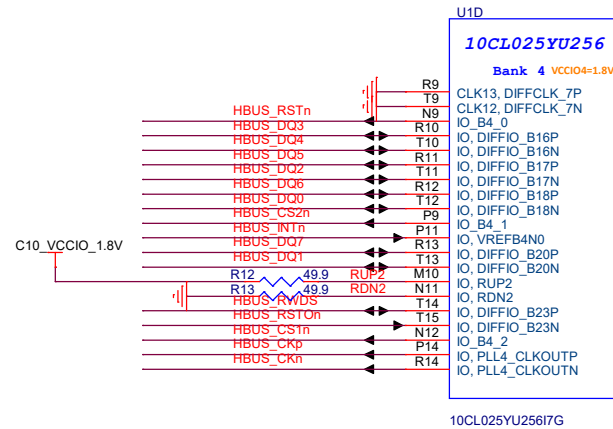 U1D
10CL025YU256
Bank 4 VCCIO4=1.8V
R9 CLK13, DIFFCLK_7P
T9 CLK12, DIFFCLK_7N
HBUS_RSTn N9 IO_B4_0
HBUS_DQ3 R10 IO, DIFFIO_B16P
HBUS_DQ4 T10 IO, DIFFIO_B16N
HBUS_DQ5 R11 IO, DIFFIO_B17P
HBUS_DQ2 T11 IO, DIFFIO_B17N
HBUS_DQ6 R12 IO, DIFFIO_B18P
HBUS_DQ0 T12 IO, DIFFIO_B18N
HBUS_CS2n P9 IO_B4_1
HBUS_INTn P11 IO, VREFB4N0
HBUS_DQ7 R13 IO, DIFFIO_B20P
HBUS_DQ1 T13 IO, DIFFIO_B20N
C10_VCCIO_1.8V
R12 49.9 RUP2 M10 IO, RUP2
R13 49.9 RDN2 N11 IO, RDN2
HBUS_RWDS T14 IO, DIFFIO_B23P
HBUS_RSTOn T15 IO, DIFFIO_B23N
HBUS_CS1n N12 IO_B4_2
HBUS_CKp P14 IO, PLL4_CLKOUTP
HBUS_CKn R14 IO, PLL4_CLKOUTN
10CL025YU256I7G